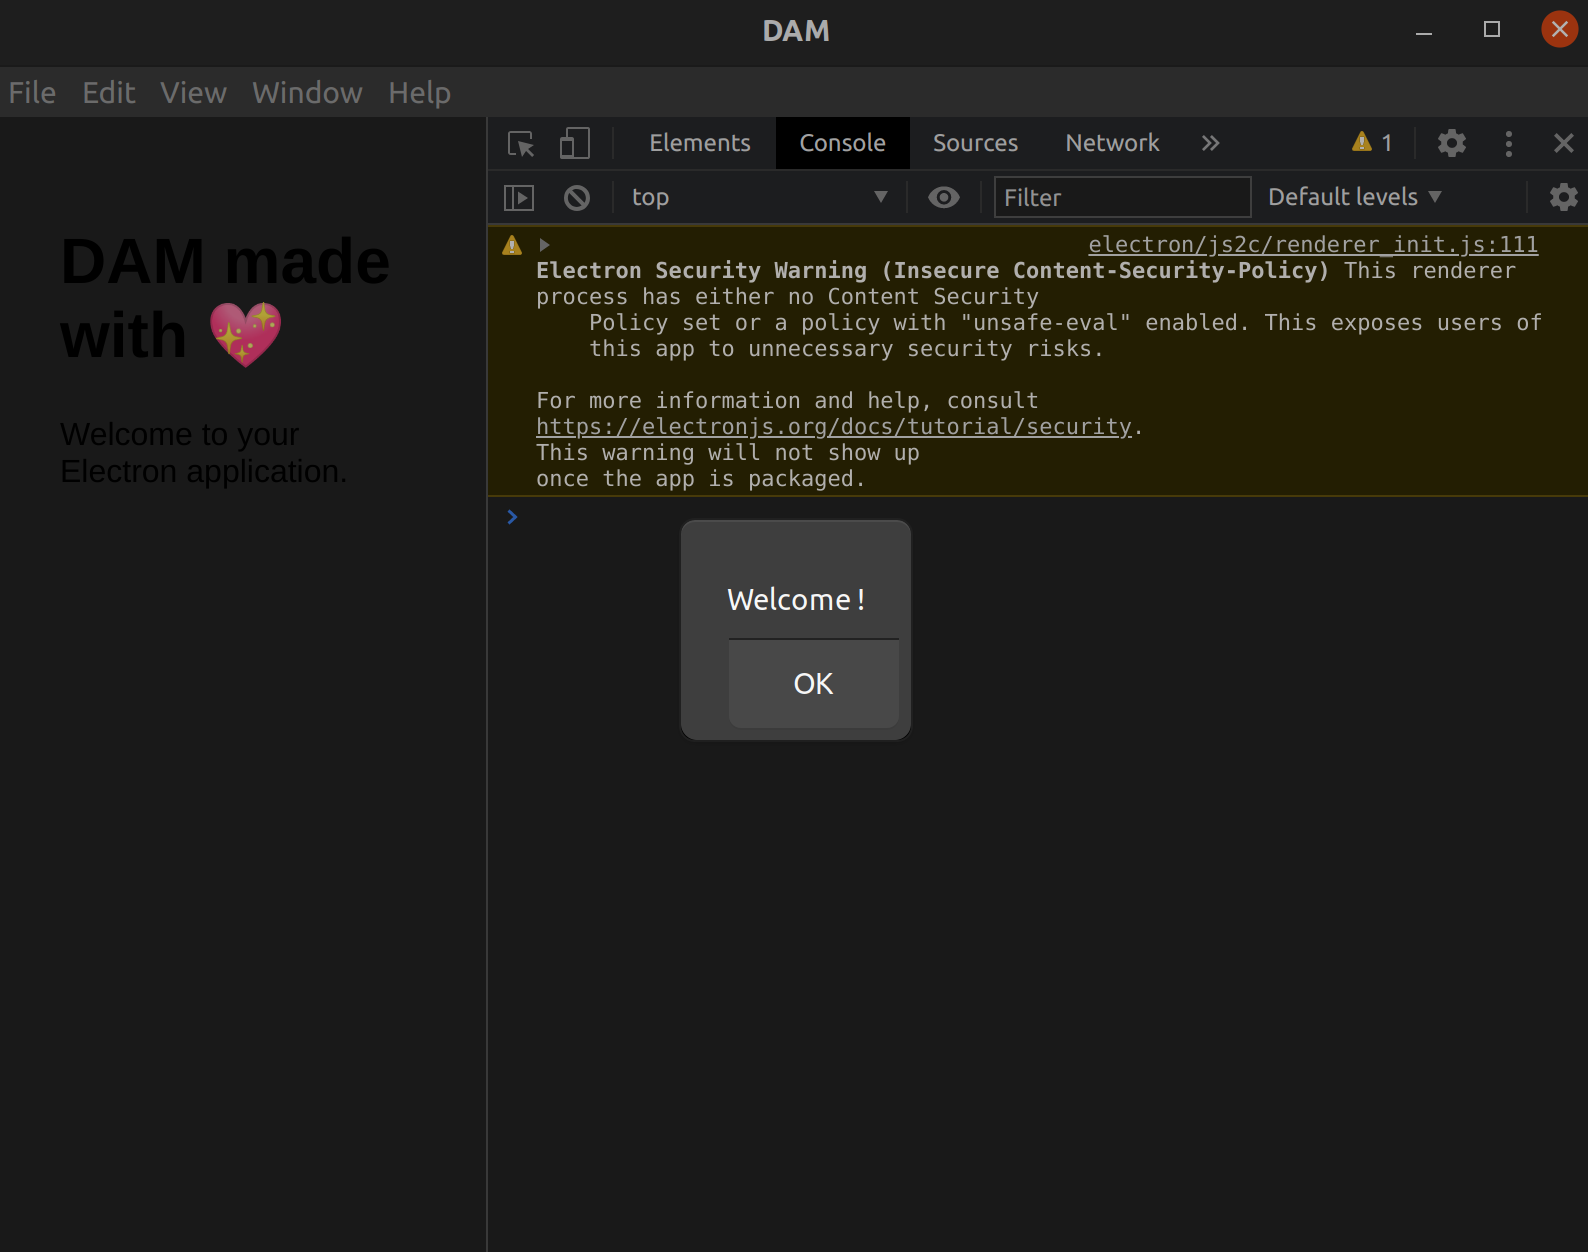 DAM
File Edit View Window Help
DAM made
with 💖
Welcome to your
Electron application.
Elements Console Sources Network » 1
top Filter Default levels
electron/js2c/renderer_init.js:111
Electron Security Warning (Insecure Content-Security-Policy) This renderer
process has either no Content Security
Policy set or a policy with "unsafe-eval" enabled. This exposes users of
this app to unnecessary security risks.
For more information and help, consult
https://electronjs.org/docs/tutorial/security.
This warning will not show up
once the app is packaged.
Welcome !
OK